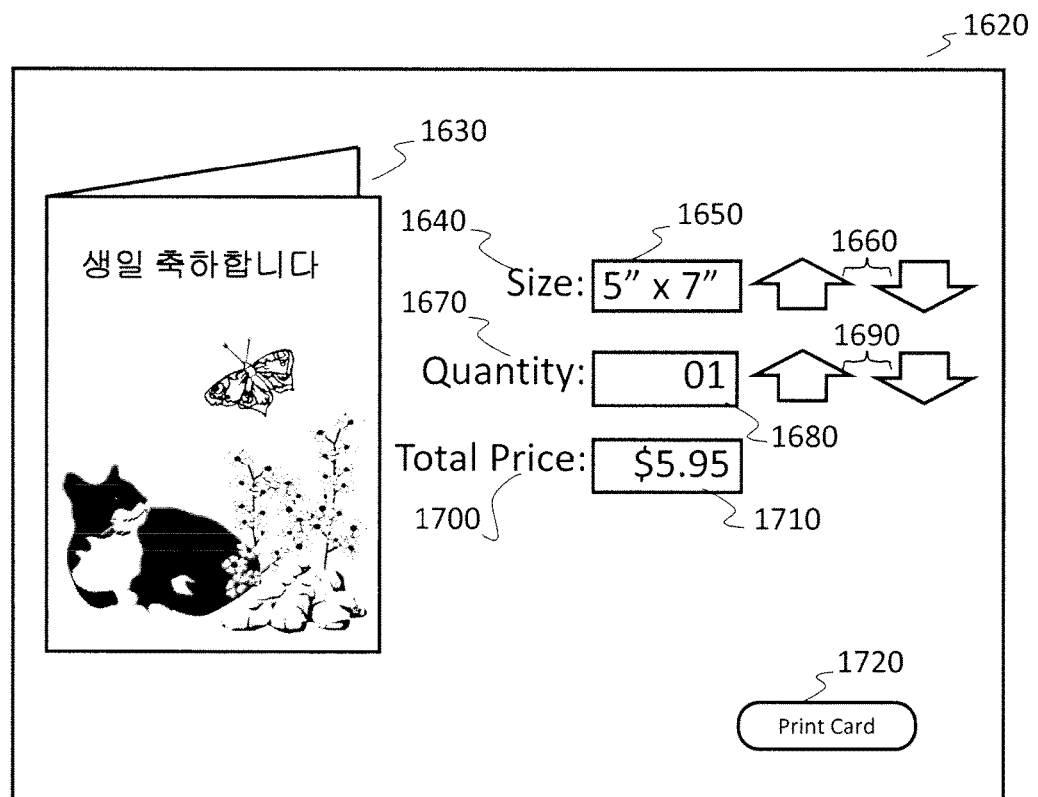 1620
1630
생일 축하합니다
1640
1650
1660
Size: 5” x 7”
1670
1690
Quantity: 01
1680
Total Price: $5.95
1700
1710
1720
Print Card